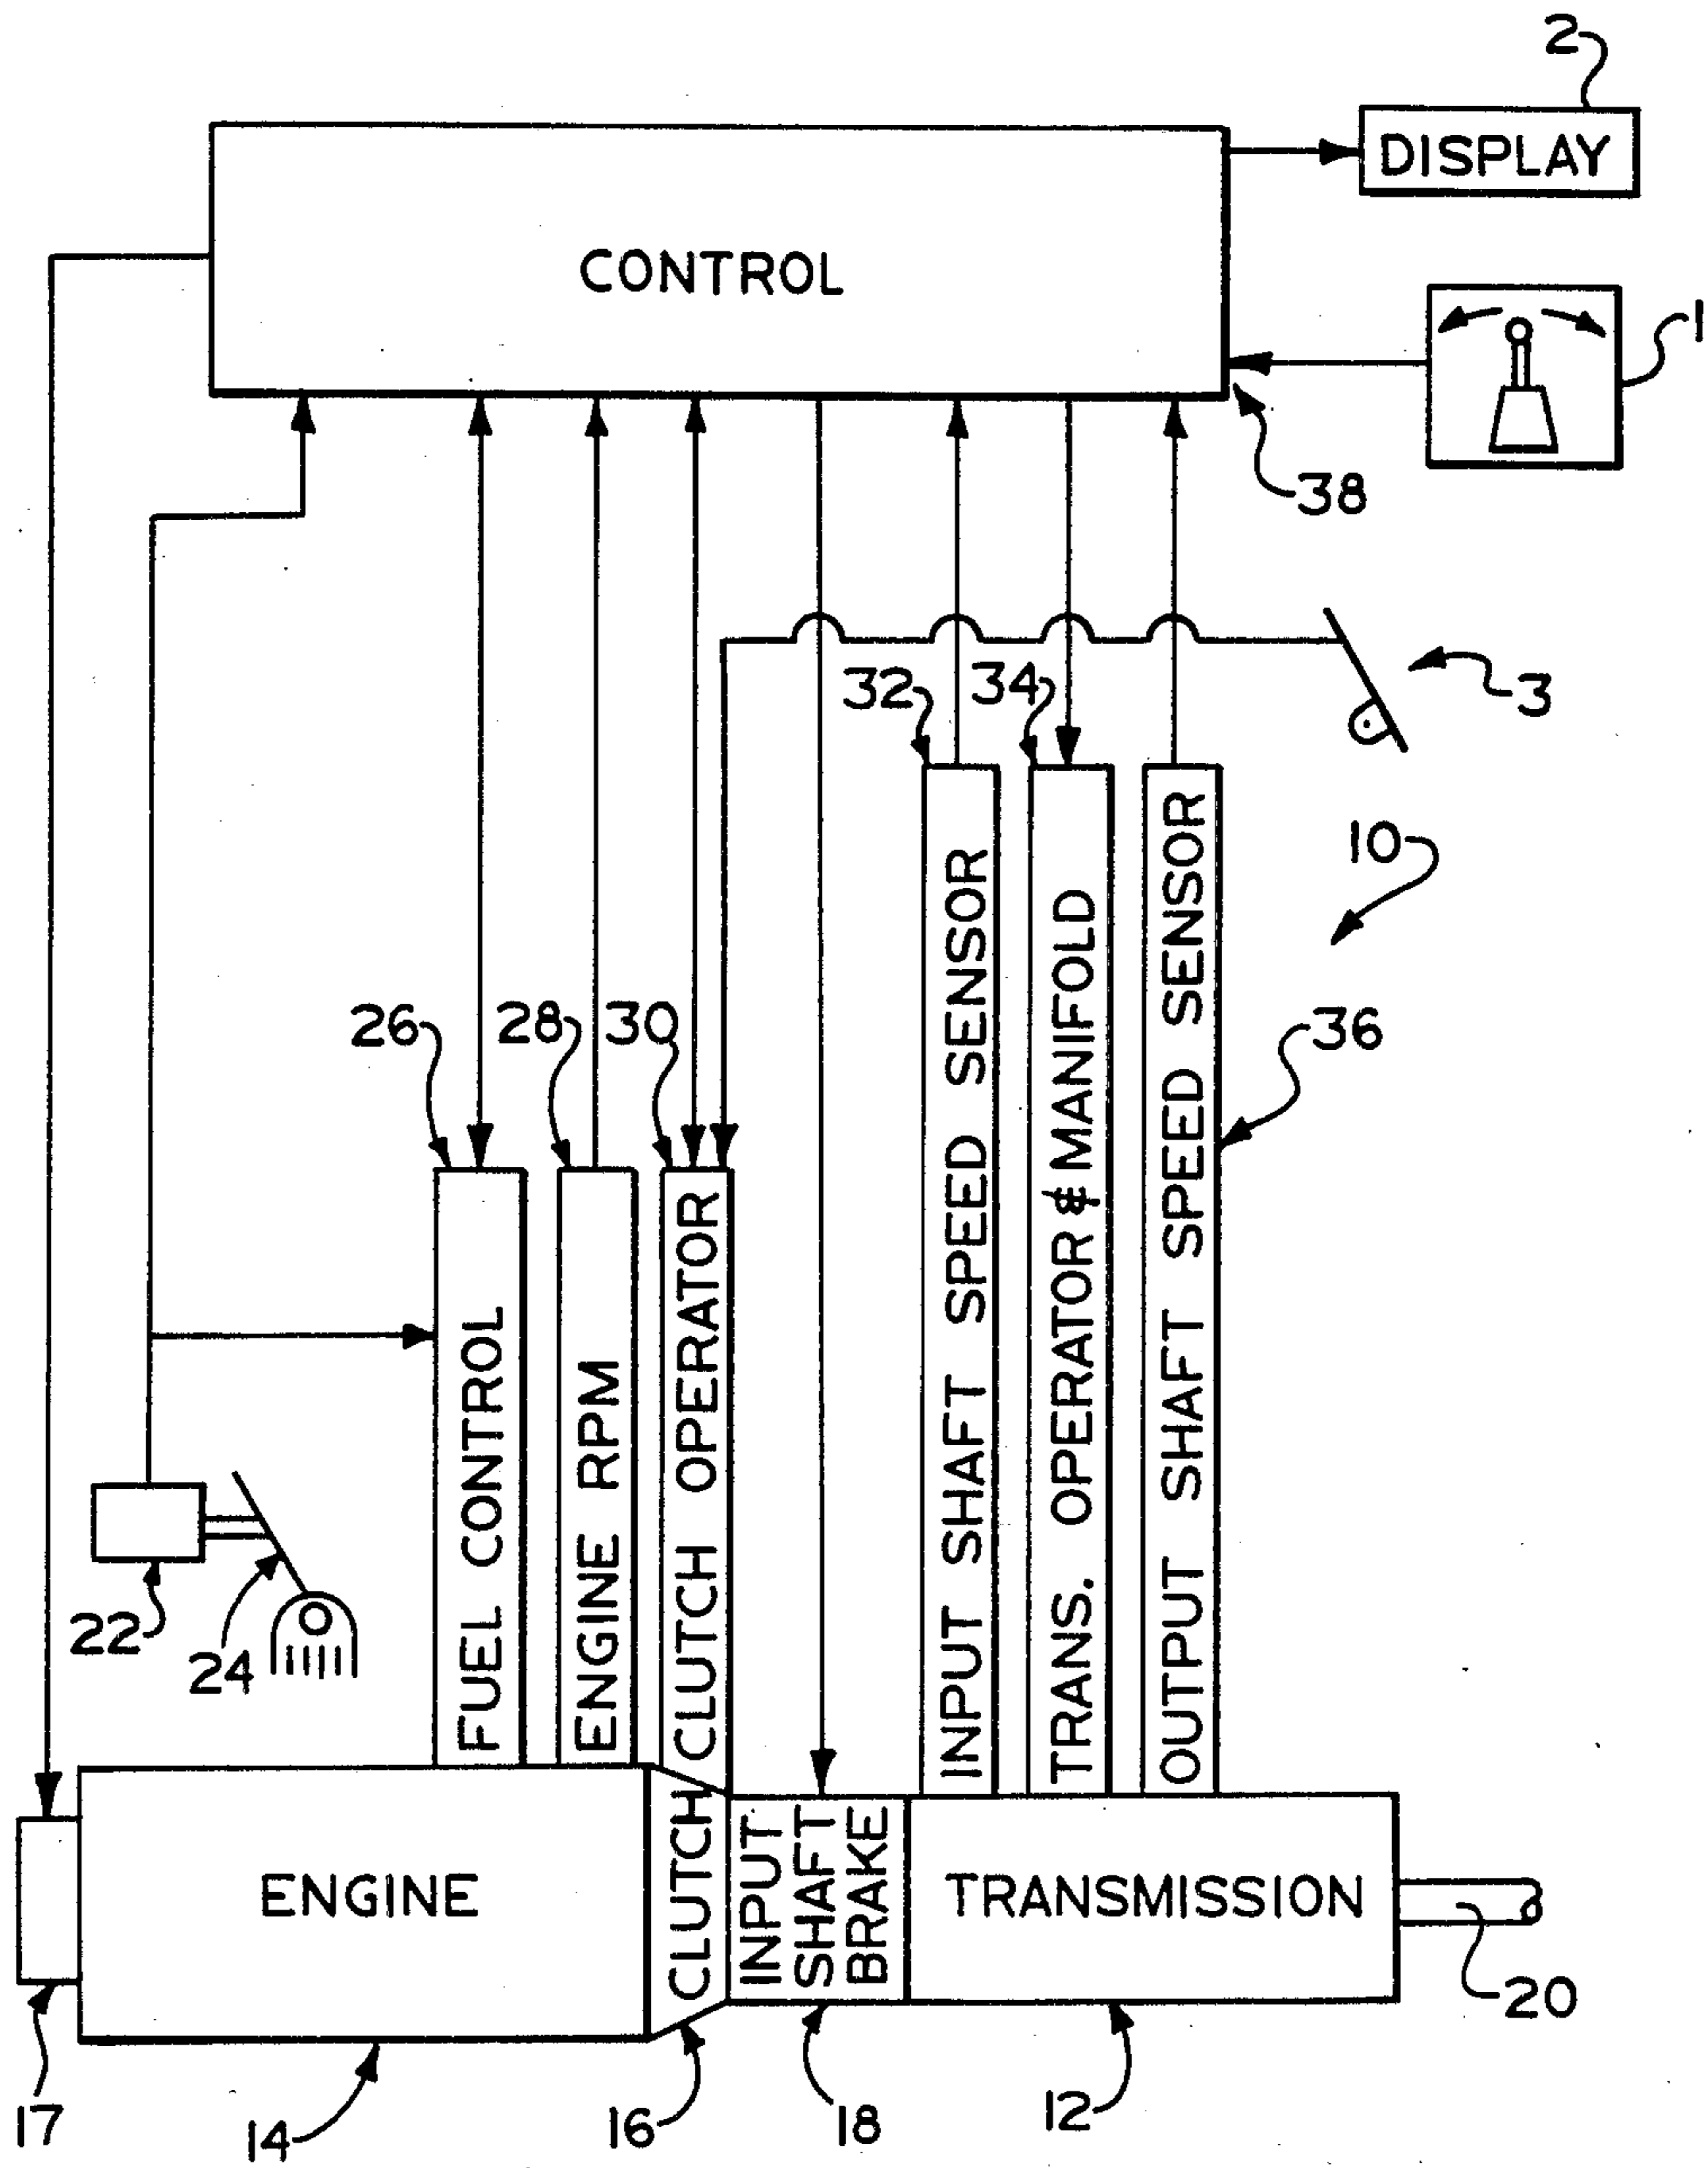 2
DISPLAY
CONTROL
1
38
3
32
34
10
26
28
30
36
FUEL CONTROL
ENGINE RPM
CLUTCH OPERATOR
INPUT SHAFT SPEED SENSOR
TRANS. OPERATOR & MANIFOLD
OUTPUT SHAFT SPEED SENSOR
22
24
ENGINE
CLUTCH
INPUT
SHAFT
BRAKE
TRANSMISSION
20
17
14
16
18
12